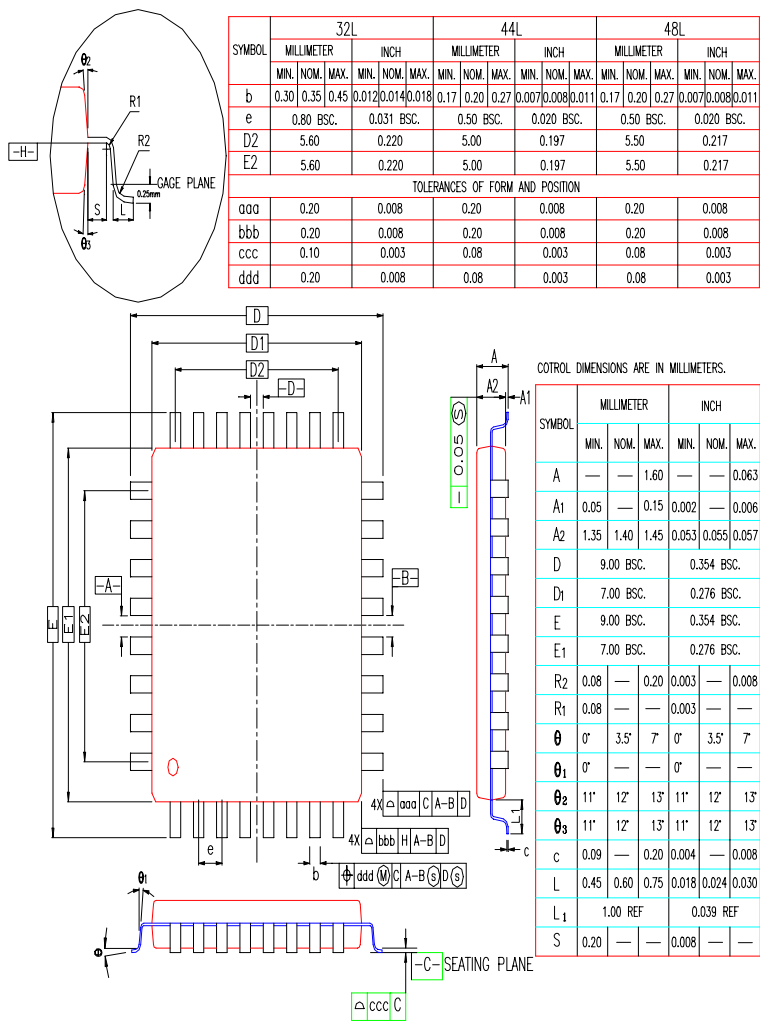 θ2
R1
-H-
R2
GAGE PLANE
0.25mm
S L
θ3
SYMBOL 32L 44L 48L
MILLIMETER INCH MILLIMETER INCH MILLIMETER INCH
MIN. NOM. MAX. MIN. NOM. MAX. MIN. NOM. MAX. MIN. NOM. MAX. MIN. NOM. MAX. MIN. NOM. MAX.
b 0.30 0.35 0.45 0.012 0.014 0.018 0.17 0.20 0.27 0.007 0.008 0.011 0.17 0.20 0.27 0.007 0.008 0.011
e 0.80 BSC. 0.031 BSC. 0.50 BSC. 0.020 BSC. 0.50 BSC. 0.020 BSC.
D2 5.60 0.220 5.00 0.197 5.50 0.217
E2 5.60 0.220 5.00 0.197 5.50 0.217
TOLERANCES OF FORM AND POSITION
aaa 0.20 0.008 0.20 0.008 0.20 0.008
bbb 0.20 0.008 0.20 0.008 0.20 0.008
ccc 0.10 0.003 0.08 0.003 0.08 0.003
ddd 0.20 0.008 0.08 0.003 0.08 0.003
D
D1
D2
-D-
-A-
-B-
E
E1
E2
4X aaa C A-B D
4X bbb H A-B D
e
b
ddd M C A-B S D S
A
A2
A1
0.05 S
L1
c
θ1
θ
-C- SEATING PLANE
ccc C
COTROL DIMENSIONS ARE IN MILLIMETERS.
SYMBOL MILLIMETER INCH
MIN. NOM. MAX. MIN. NOM. MAX.
A — — 1.60 — — 0.063
A1 0.05 — 0.15 0.002 — 0.006
A2 1.35 1.40 1.45 0.053 0.055 0.057
D 9.00 BSC. 0.354 BSC.
D1 7.00 BSC. 0.276 BSC.
E 9.00 BSC. 0.354 BSC.
E1 7.00 BSC. 0.276 BSC.
R2 0.08 — 0.20 0.003 — 0.008
R1 0.08 — — 0.003 — —
θ 0° 3.5° 7° 0° 3.5° 7°
θ1 0° — — 0° — —
θ2 11° 12° 13° 11° 12° 13°
θ3 11° 12° 13° 11° 12° 13°
c 0.09 — 0.20 0.004 — 0.008
L 0.45 0.60 0.75 0.018 0.024 0.030
L1 1.00 REF 0.039 REF
S 0.20 — — 0.008 — —